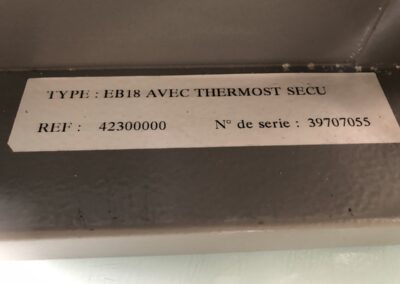 TYPE : EB18 AVEC THERMOST SECU
REF : 42300000 N° de serie : 39707055